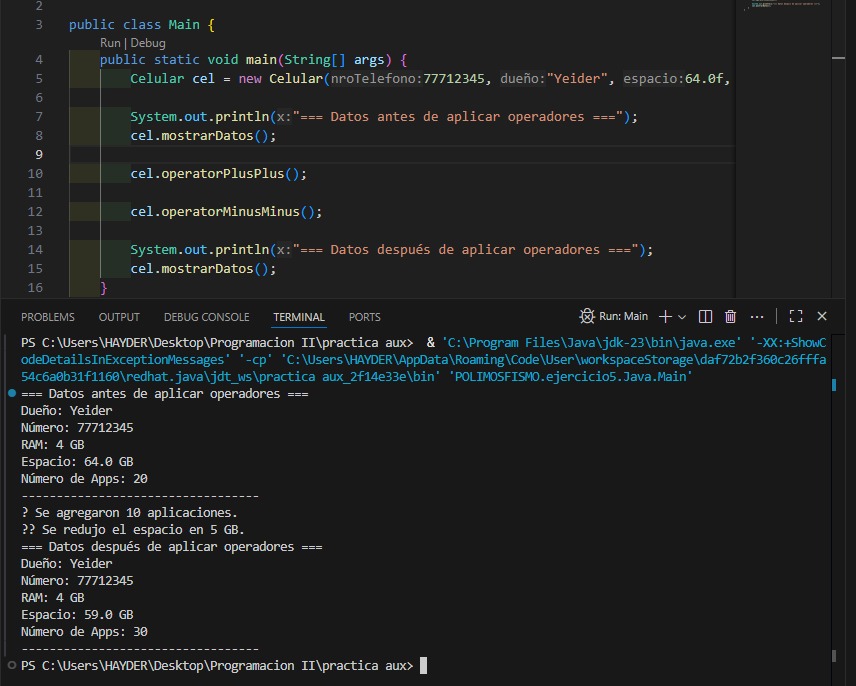 2
3 public class Main {
Run | Debug
4 public static void main(String[] args) {
5 Celular cel = new Celular(nroTelefono:77712345, dueño:"Yeider", espacio:64.0f,
6
7 System.out.println(x:"=== Datos antes de aplicar operadores ===");
8 cel.mostrarDatos();
9
10 cel.operatorPlusPlus();
11
12 cel.operatorMinusMinus();
13
14 System.out.println(x:"=== Datos después de aplicar operadores ===");
15 cel.mostrarDatos();
16 }
PROBLEMS OUTPUT DEBUG CONSOLE TERMINAL PORTS Run: Main
PS C:\Users\HAYDER\Desktop\Programacion II\practica aux> & 'C:\Program Files\Java\jdk-23\bin\java.exe' '-XX:+ShowC
odeDetailsInExceptionMessages' '-cp' 'C:\Users\HAYDER\AppData\Roaming\Code\User\workspaceStorage\daf72b2f360c26fffa
54c6a0b31f1160\redhat.java\jdt_ws\practica aux_2f14e33e\bin' 'POLIMOSFISMO.ejercicio5.Java.Main'
=== Datos antes de aplicar operadores ===
Dueño: Yeider
Número: 77712345
RAM: 4 GB
Espacio: 64.0 GB
Número de Apps: 20
----------------------------------
? Se agregaron 10 aplicaciones.
?? Se redujo el espacio en 5 GB.
=== Datos después de aplicar operadores ===
Dueño: Yeider
Número: 77712345
RAM: 4 GB
Espacio: 59.0 GB
Número de Apps: 30
----------------------------------
PS C:\Users\HAYDER\Desktop\Programacion II\practica aux>